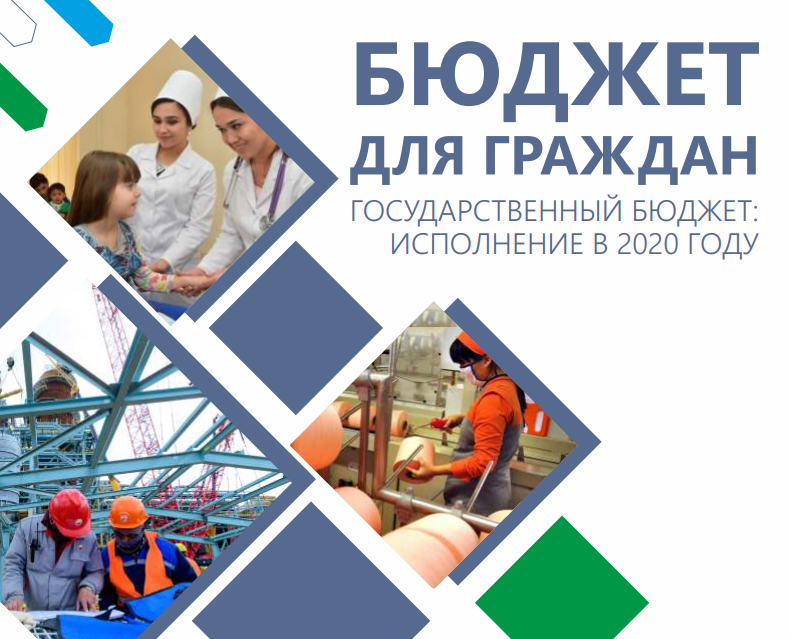 БЮДЖЕТ
ДЛЯ ГРАЖДАН
ГОСУДАРСТВЕННЫЙ БЮДЖЕТ:
ИСПОЛНЕНИЕ В 2020 ГОДУ